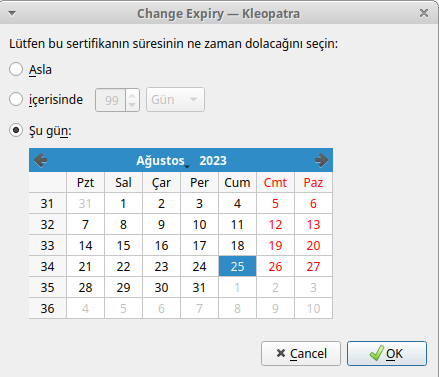 Change Expiry — Kleopatra
Lütfen bu sertifikanın süresinin ne zaman dolacağını seçin:
Asla
içerisinde 99 Gün
Şu gün:
Ağustos 2023
Pzt Sal Çar Per Cum Cmt Paz
31 31 1 2 3 4 5 6
32 7 8 9 10 11 12 13
33 14 15 16 17 18 19 20
34 21 22 23 24 25 26 27
35 28 29 30 31 1 2 3
36 4 5 6 7 8 9 10
Cancel OK